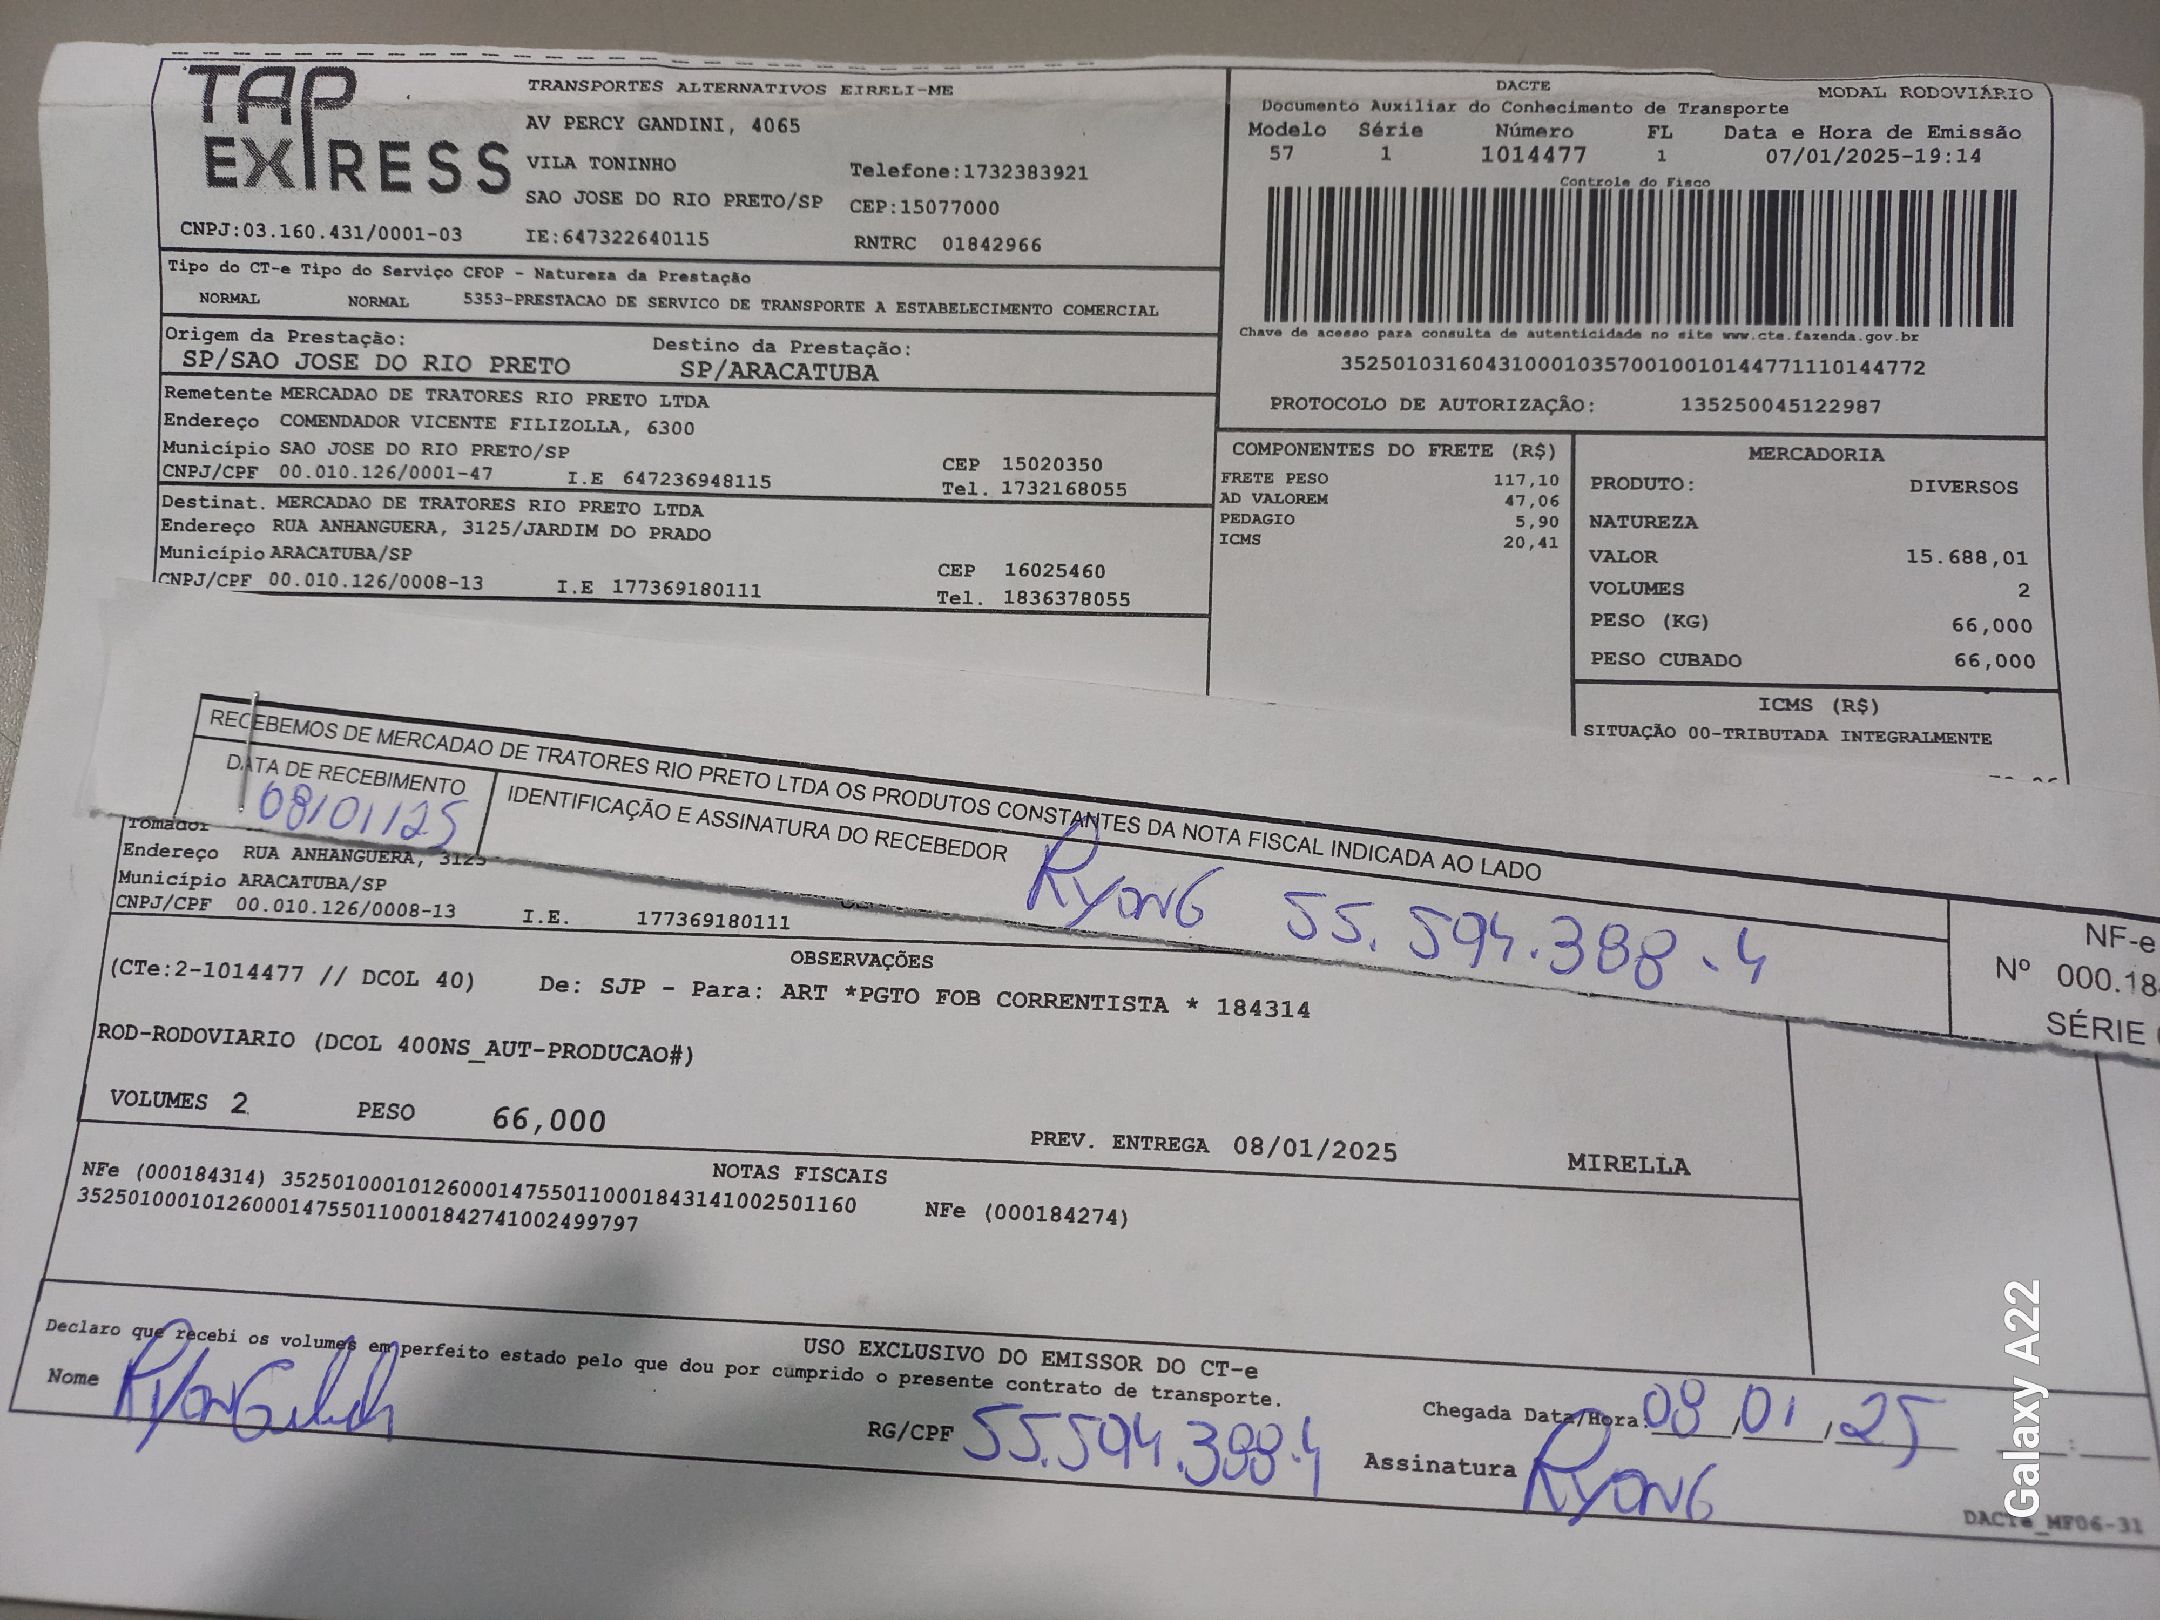 TAP EXPRESS
TRANSPORTES ALTERNATIVOS EIRELI-ME
AV PERCY GANDINI, 4065
VILA TONINHO
Telefone:1732383921
SAO JOSE DO RIO PRETO/SP CEP:15077000
CNPJ:03.160.431/0001-03 IE:647322640115 RNTRC 01842966
DACTE MODAL RODOVIÁRIO
Documento Auxiliar do Conhecimento de Transporte
Modelo Série Número FL Data e Hora de Emissão
57 1 1014477 1 07/01/2025-19:14
Controle do Fisco
Chave de acesso para consulta de autenticidade no site www.cte.fazenda.gov.br
35250103160431000103570010010144771110144772
PROTOCOLO DE AUTORIZAÇÃO: 135250045122987
Tipo do CT-e Tipo do Serviço CFOP - Natureza da Prestação
NORMAL NORMAL 5353-PRESTACAO DE SERVICO DE TRANSPORTE A ESTABELECIMENTO COMERCIAL
Origem da Prestação: Destino da Prestação:
SP/SAO JOSE DO RIO PRETO SP/ARACATUBA
Remetente MERCADAO DE TRATORES RIO PRETO LTDA
Endereço COMENDADOR VICENTE FILIZOLLA, 6300
Município SAO JOSE DO RIO PRETO/SP CEP 15020350
CNPJ/CPF 00.010.126/0001-47 I.E 647236948115 Tel. 1732168055
Destinat. MERCADAO DE TRATORES RIO PRETO LTDA
Endereço RUA ANHANGUERA, 3125/JARDIM DO PRADO
Município ARACATUBA/SP CEP 16025460
CNPJ/CPF 00.010.126/0008-13 I.E 177369180111 Tel. 1836378055
COMPONENTES DO FRETE (R$)
FRETE PESO 117,10
AD VALOREM 47,06
PEDAGIO 5,90
ICMS 20,41
MERCADORIA
PRODUTO: DIVERSOS
NATUREZA
VALOR 15.688,01
VOLUMES 2
PESO (KG) 66,000
PESO CUBADO 66,000
ICMS (R$)
SITUAÇÃO 00-TRIBUTADA INTEGRALMENTE
RECEBEMOS DE MERCADAO DE TRATORES RIO PRETO LTDA OS PRODUTOS CONSTANTES DA NOTA FISCAL INDICADA AO LADO
DATA DE RECEBIMENTO IDENTIFICAÇÃO E ASSINATURA DO RECEBEDOR
08/01/25 RYONG 55.594.388-4
NF-e
Nº 000.18
SÉRIE
Tomador
Endereço RUA ANHANGUERA, 3125
Município ARACATUBA/SP
CNPJ/CPF 00.010.126/0008-13 I.E. 177369180111
OBSERVAÇÕES
(CTe:2-1014477 // DCOL 40) De: SJP - Para: ART *PGTO FOB CORRENTISTA * 184314
ROD-RODOVIARIO (DCOL 400NS_AUT-PRODUCAO#)
VOLUMES 2 PESO 66,000 PREV. ENTREGA 08/01/2025 MIRELLA
NOTAS FISCAIS
NFe (000184314) 35250100010126000147550110001843141002501160 NFe (000184274)
35250100010126000147550110001842741002499797
USO EXCLUSIVO DO EMISSOR DO CT-e
Declaro que recebi os volumes em perfeito estado pelo que dou por cumprido o presente contrato de transporte.
Nome RG/CPF 55.594.388-4 Chegada Data/Hora: 08/01/25 :
Assinatura RYONG
DACTe_MF06-31
Galaxy A22